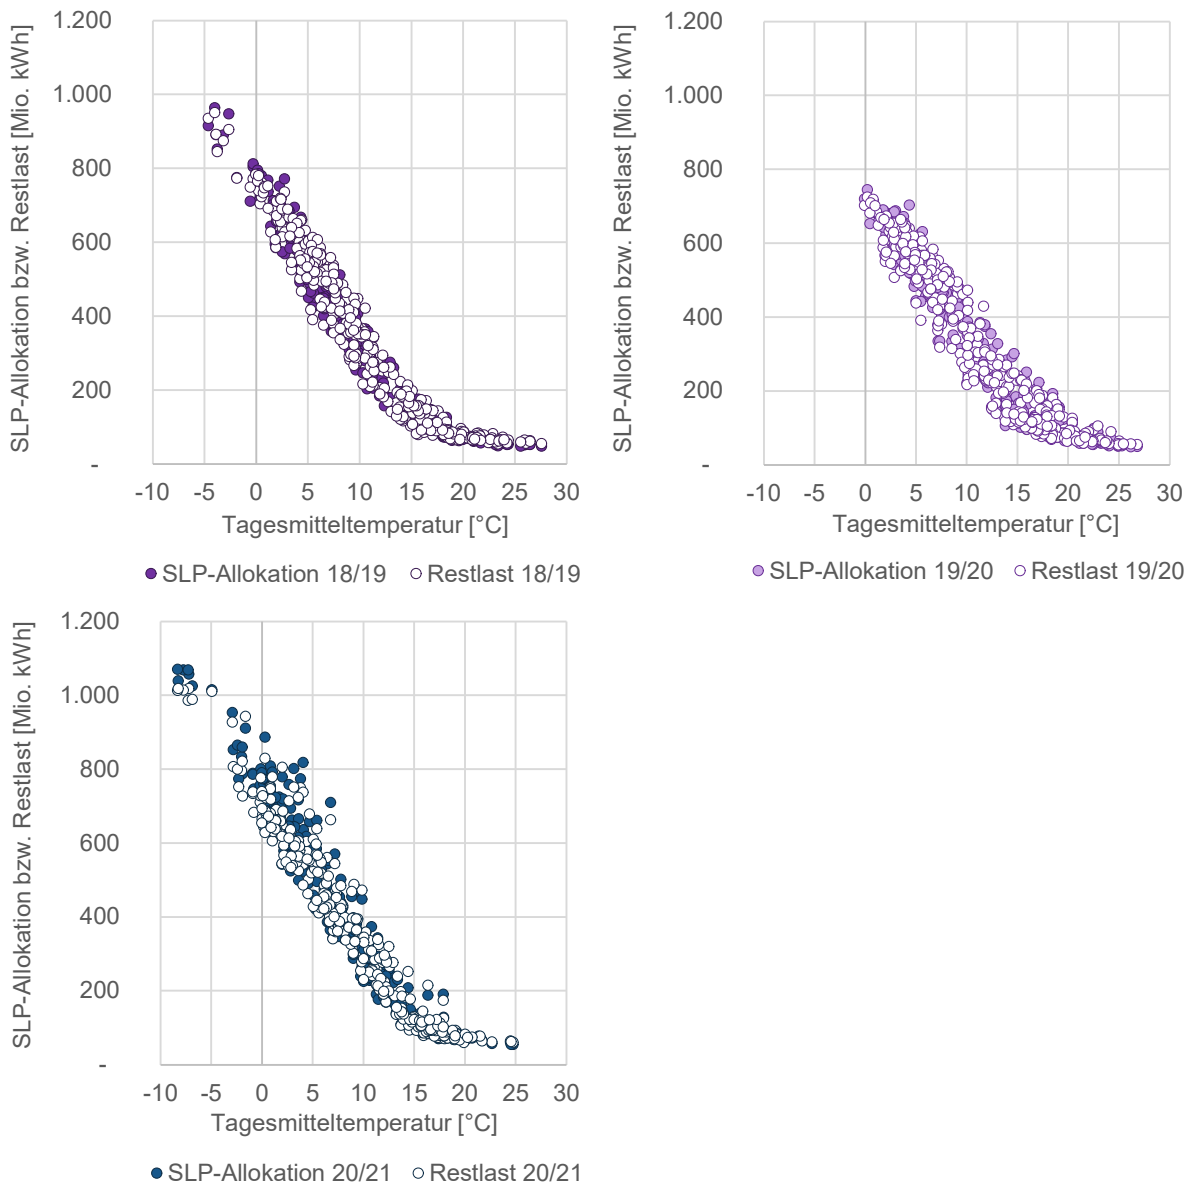 SLP-Allokation bzw. Restlast [Mio. kWh]
1.200
1.000
800
600
400
200
-
-10 -5 0 5 10 15 20 25 30
Tagesmitteltemperatur [°C]
SLP-Allokation 18/19 Restlast 18/19
SLP-Allokation bzw. Restlast [Mio. kWh]
1.200
1.000
800
600
400
200
-
-10 -5 0 5 10 15 20 25 30
Tagesmitteltemperatur [°C]
SLP-Allokation 19/20 Restlast 19/20
SLP-Allokation bzw. Restlast [Mio. kWh]
1.200
1.000
800
600
400
200
-
-10 -5 0 5 10 15 20 25 30
Tagesmitteltemperatur [°C]
SLP-Allokation 20/21 Restlast 20/21